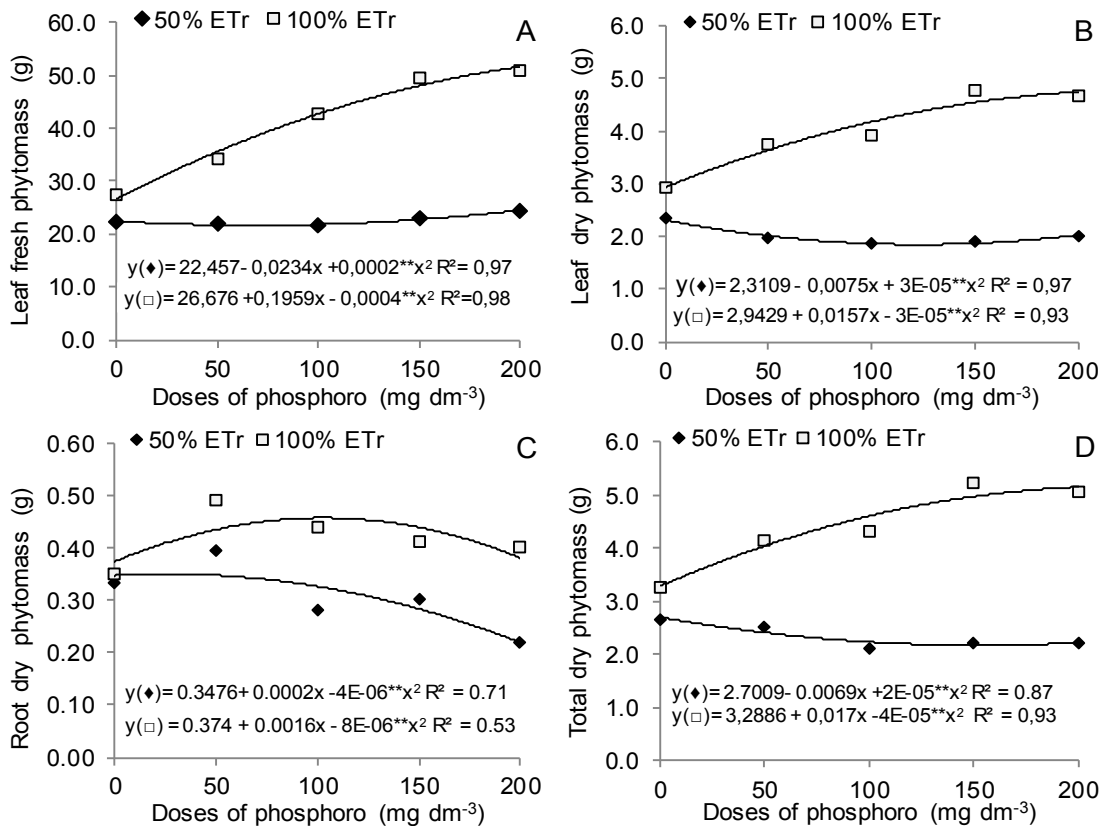 ◆ 50% ETr □ 100% ETr
A
Leaf fresh phytomass (g)
60.0
50.0
40.0
30.0
20.0
10.0
0.0
y(♦)= 22,457- 0,0234x +0,0002**x² R²= 0,97
y(□)= 26,676 +0,1959x - 0,0004**x² R²=0,98
0 50 100 150 200
Doses of phosphoro (mg dm-3)
◆ 50% ETr □ 100% ETr
B
Leaf dry phytomass (g)
6.0
5.0
4.0
3.0
2.0
1.0
0.0
y(♦)= 2,3109 - 0,0075x + 3E-05**x² R² = 0,97
y(□)= 2,9429 + 0,0157x - 3E-05**x² R² = 0,93
0 50 100 150 200
Doses of phosphoro (mg dm-3)
◆ 50% ETr □ 100% ETr
C
Root dry phytomass (g)
0.60
0.50
0.40
0.30
0.20
0.10
0.00
y(♦)= 0.3476+ 0.0002x -4E-06**x² R² = 0.71
y(□)= 0.374 + 0.0016x - 8E-06**x² R² = 0.53
0 50 100 150 200
Doses of phosphoro (mg dm-3)
◆ 50% ETr □ 100% ETr
D
Total dry phytomass (g)
6.0
5.0
4.0
3.0
2.0
1.0
0.0
y(♦)= 2.7009- 0.0069x +2E-05**x² R² = 0.87
y(□)= 3,2886 + 0,017x -4E-05**x² R² = 0,93
0 50 100 150 200
Doses of phosphoro (mg dm-3)